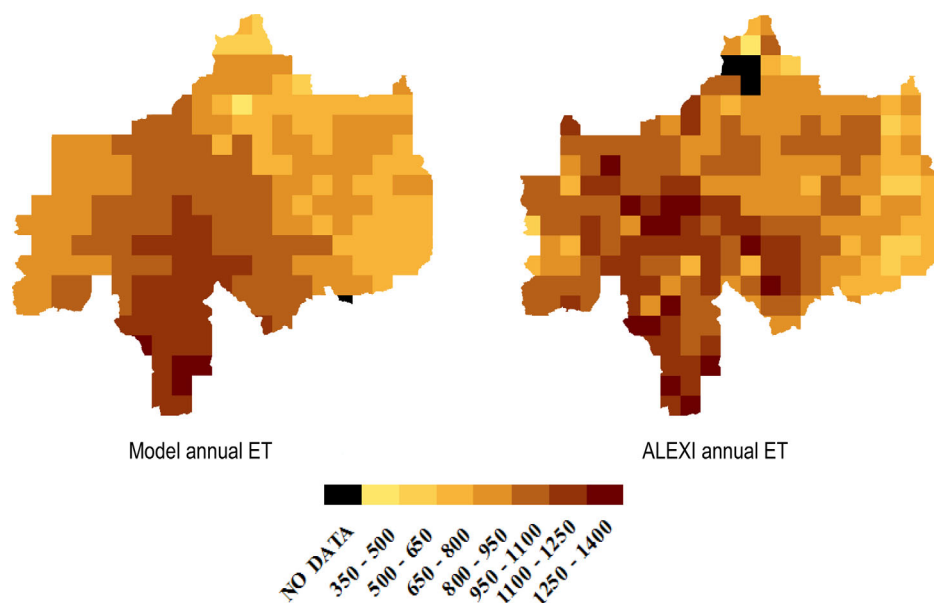 Model annual ET
ALEXI annual ET
NO DATA
350 - 500
500 - 650
650 - 800
800 - 950
950 - 1100
1100 - 1250
1250 - 1400